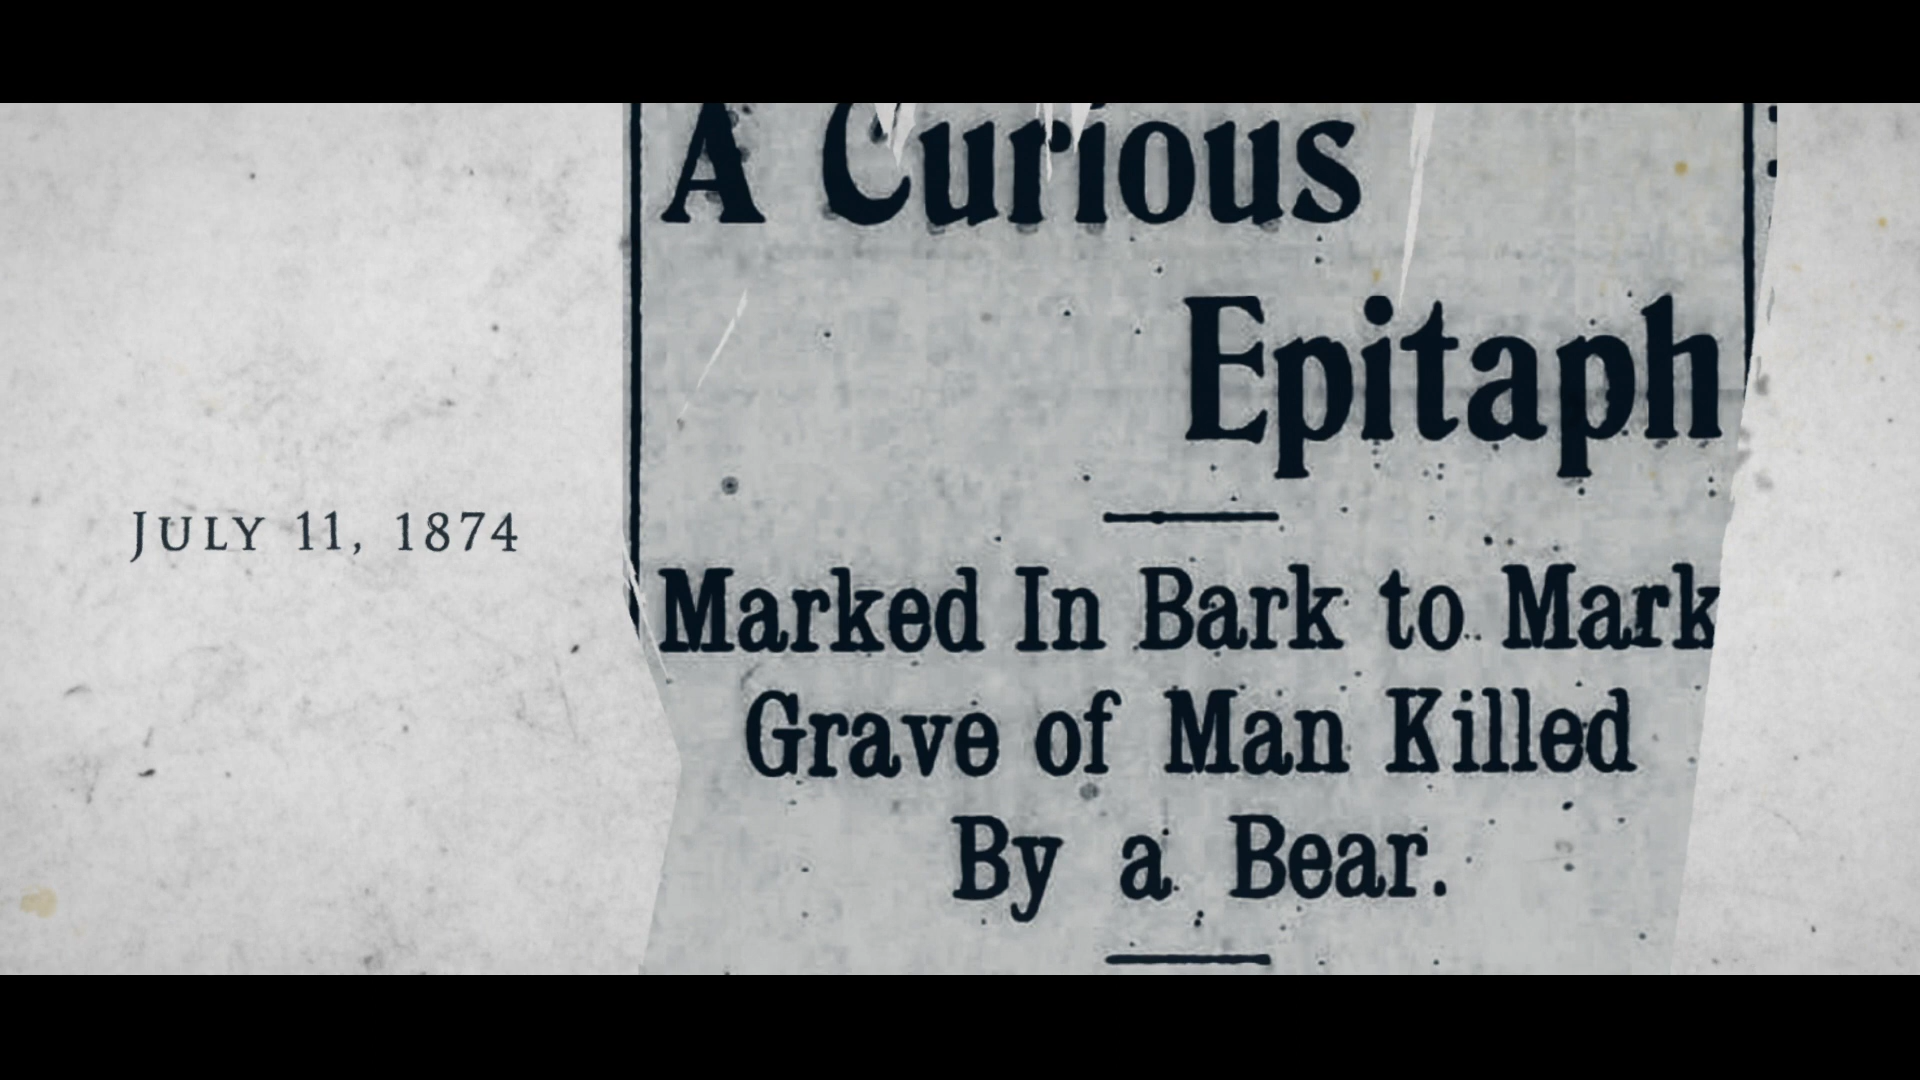 A Curious
Epitaph
July 11, 1874
Marked In Bark to Mark
Grave of Man Killed
By a Bear.